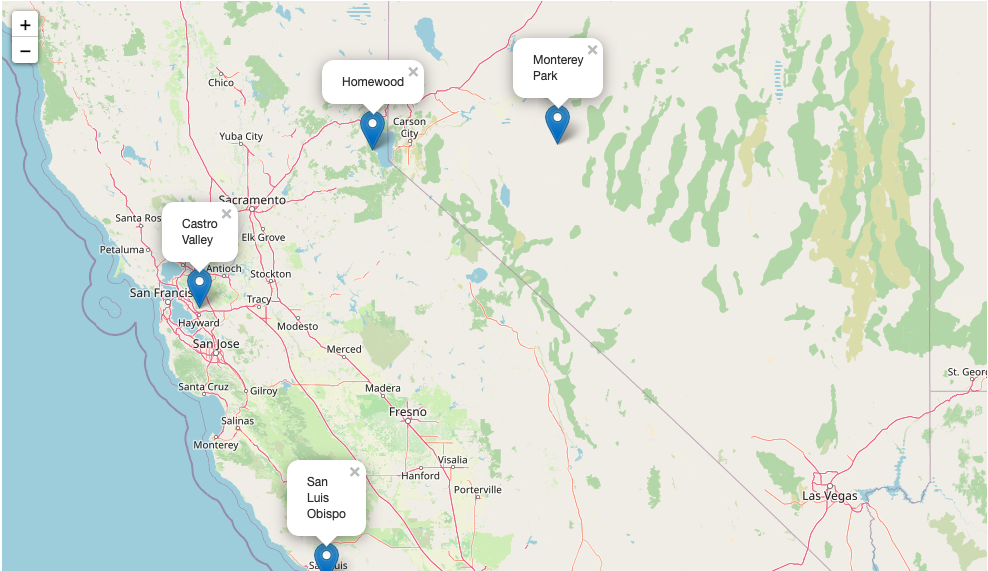 +
−
Chico
Homewood
×
Monterey
Park
×
Carson
City
Yuba City
Sacramento
Santa Ros
Castro
Valley
×
Elk Grove
Petaluma
Antioch
Stockton
San Francis
Tracy
Hayward
Modesto
San Jose
Merced
Santa Cruz
Gilroy
Madera
Fresno
Salinas
Monterey
Visalia
Hanford
Porterville
San
Luis
Obispo
×
San Luis
St. Georg
Las Vegas